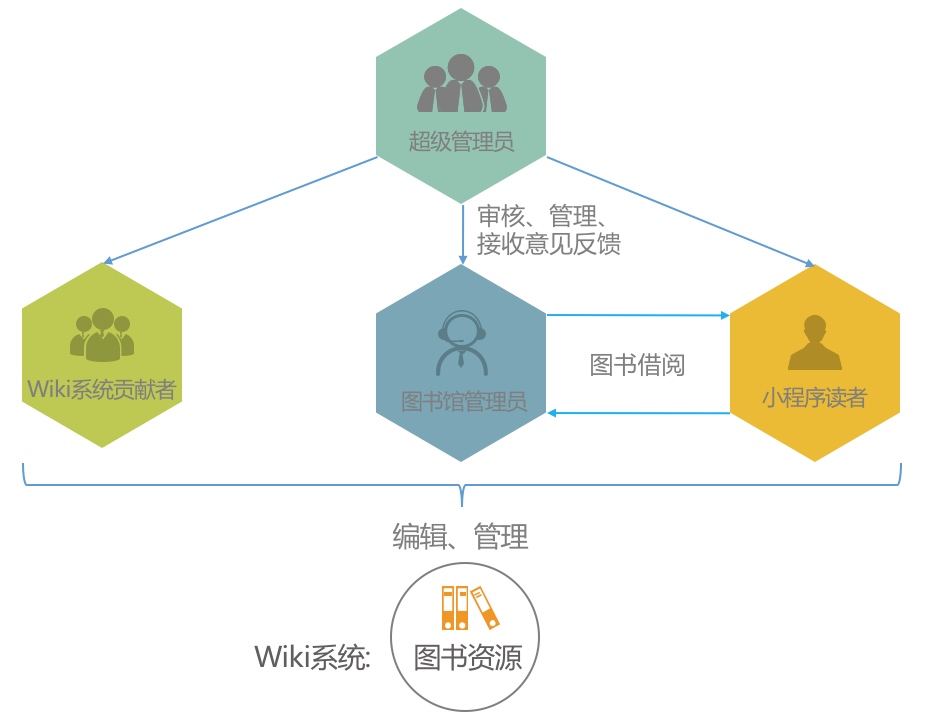 超级管理员
审核、管理、
接收意见反馈
Wiki系统贡献者
图书馆管理员
图书借阅
小程序读者
编辑、管理
Wiki系统:
图书资源